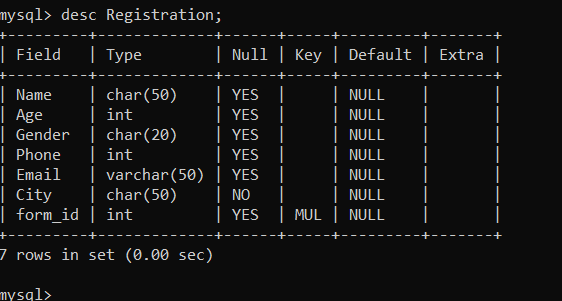 mysql> desc Registration;
+---------+-------------+------+-----+---------+-------+
| Field   | Type        | Null | Key | Default | Extra |
+---------+-------------+------+-----+---------+-------+
| Name    | char(50)    | YES  |     | NULL    |       |
| Age     | int         | YES  |     | NULL    |       |
| Gender  | char(20)    | YES  |     | NULL    |       |
| Phone   | int         | YES  |     | NULL    |       |
| Email   | varchar(50) | YES  |     | NULL    |       |
| City    | char(50)    | NO   |     | NULL    |       |
| form_id | int         | YES  | MUL | NULL    |       |
+---------+-------------+------+-----+---------+-------+
7 rows in set (0.00 sec)
mysql>